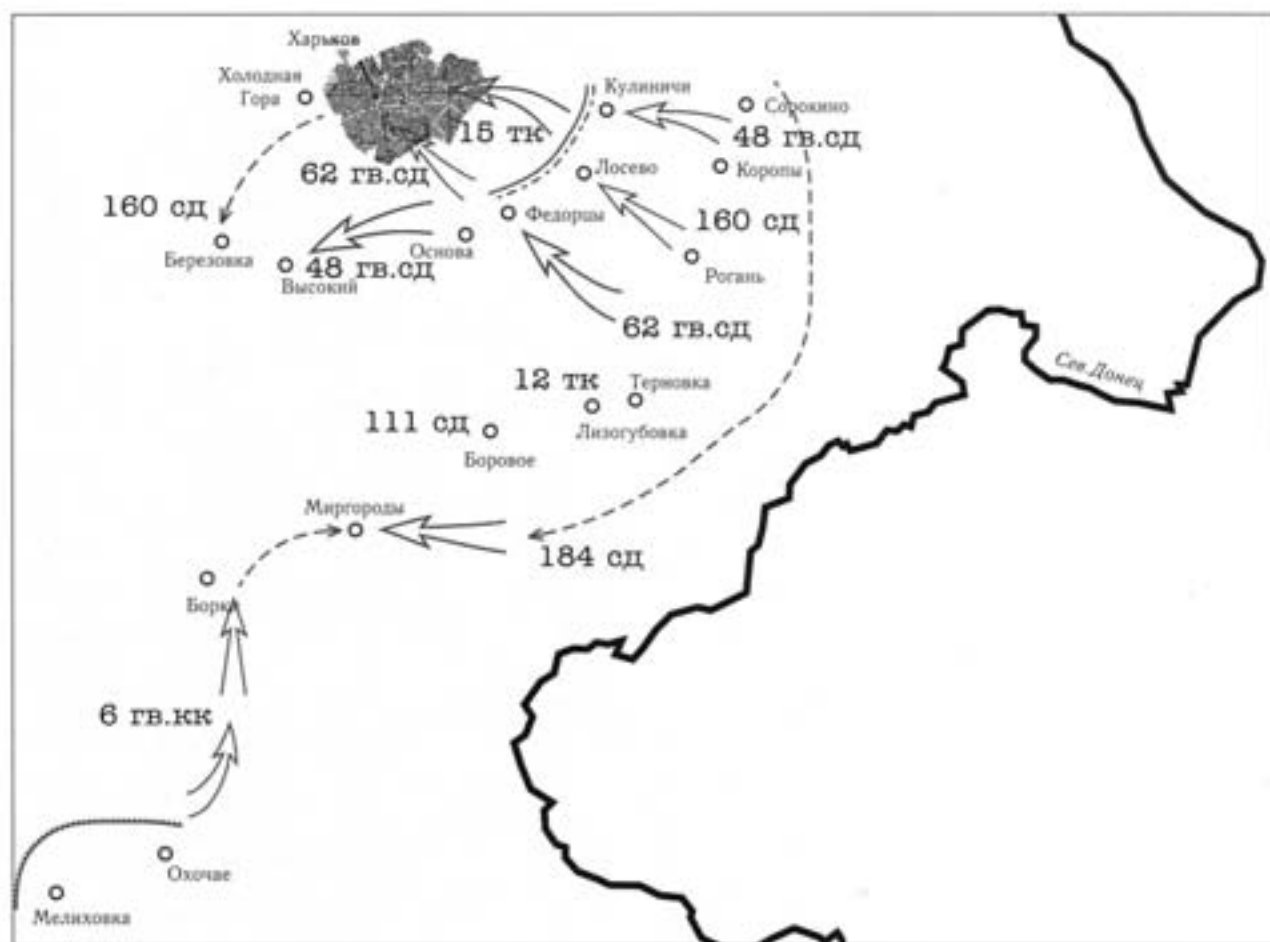 Харьков
Холодная
Гора
Кулиничи
Сорокино
15 тк
48 гв.сд
62 гв.сд
Лосево
Коропы
160 сд
Федорцы
160 сд
Березовка
Основа
48 гв.сд
Высокий
Рогань
62 гв.сд
Сев.Донец
12 тк
Терновка
111 сд
Лизогубовка
Боровое
Миргороды
184 сд
Борки
6 гв.кк
Охочае
Мелиховка